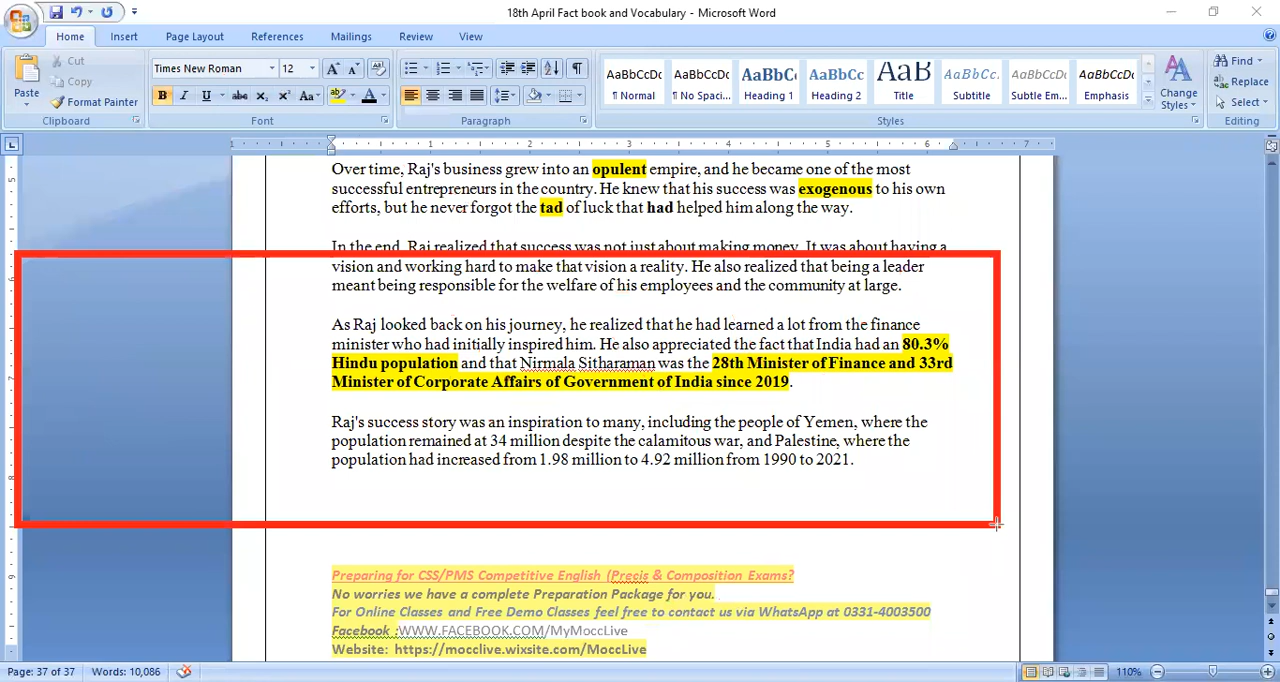 18th April Fact book and Vocabulary - Microsoft Word
Home Insert Page Layout References Mailings Review View
Paste
Cut
Copy
Format Painter
Clipboard
Times New Roman 12
Font
Paragraph
AaBbCcDc AaBbCcDc AaBbC AaBbCc AaB AaBbCc. AaBbCcDc AaBbCcDc
¶ Normal ¶ No Spaci... Heading 1 Heading 2 Title Subtitle Subtle Em... Emphasis
Change Styles
Styles
Find
Replace
Select
Editing
1 1 2 3 4 5 6 7
Over time, Raj's business grew into an opulent empire, and he became one of the most
successful entrepreneurs in the country. He knew that his success was exogenous to his own
efforts, but he never forgot the tad of luck that had helped him along the way.
In the end, Raj realized that success was not just about making money. It was about having a
vision and working hard to make that vision a reality. He also realized that being a leader
meant being responsible for the welfare of his employees and the community at large.
As Raj looked back on his journey, he realized that he had learned a lot from the finance
minister who had initially inspired him. He also appreciated the fact that India had an 80.3%
Hindu population and that Nirmala Sitharaman was the 28th Minister of Finance and 33rd
Minister of Corporate Affairs of Government of India since 2019.
Raj's success story was an inspiration to many, including the people of Yemen, where the
population remained at 34 million despite the calamitous war, and Palestine, where the
population had increased from 1.98 million to 4.92 million from 1990 to 2021.
Preparing for CSS/PMS Competitive English (Precis & Composition Exams?
No worries we have a complete Preparation Package for you.
For Online Classes and Free Demo Classes feel free to contact us via WhatsApp at 0331-4003500
Facebook :WWW.FACEBOOK.COM/MyMoccLive
Website: https://mocclive.wixsite.com/MoccLive
Page: 37 of 37 Words: 10,086 110%